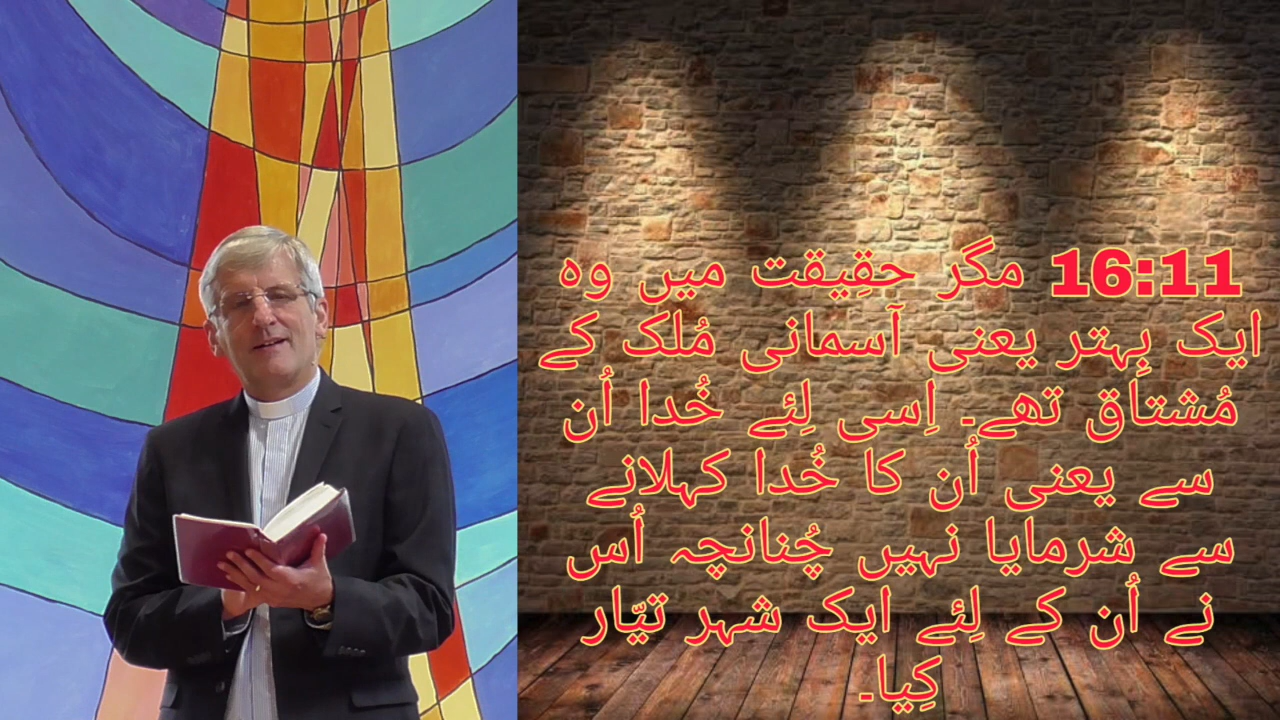 16:11 مگر حقِیقت میں وہ
ایک بِہتر یعنی آسمانی مُلک کے
مُشتاق تھے۔ اِسی لِئے خُدا اُن
سے یعنی اُن کا خُدا کہلانے
سے شرمایا نہیں چُنانچہ اُس
نے اُن کے لِئے ایک شہر تیّار
کِیا۔